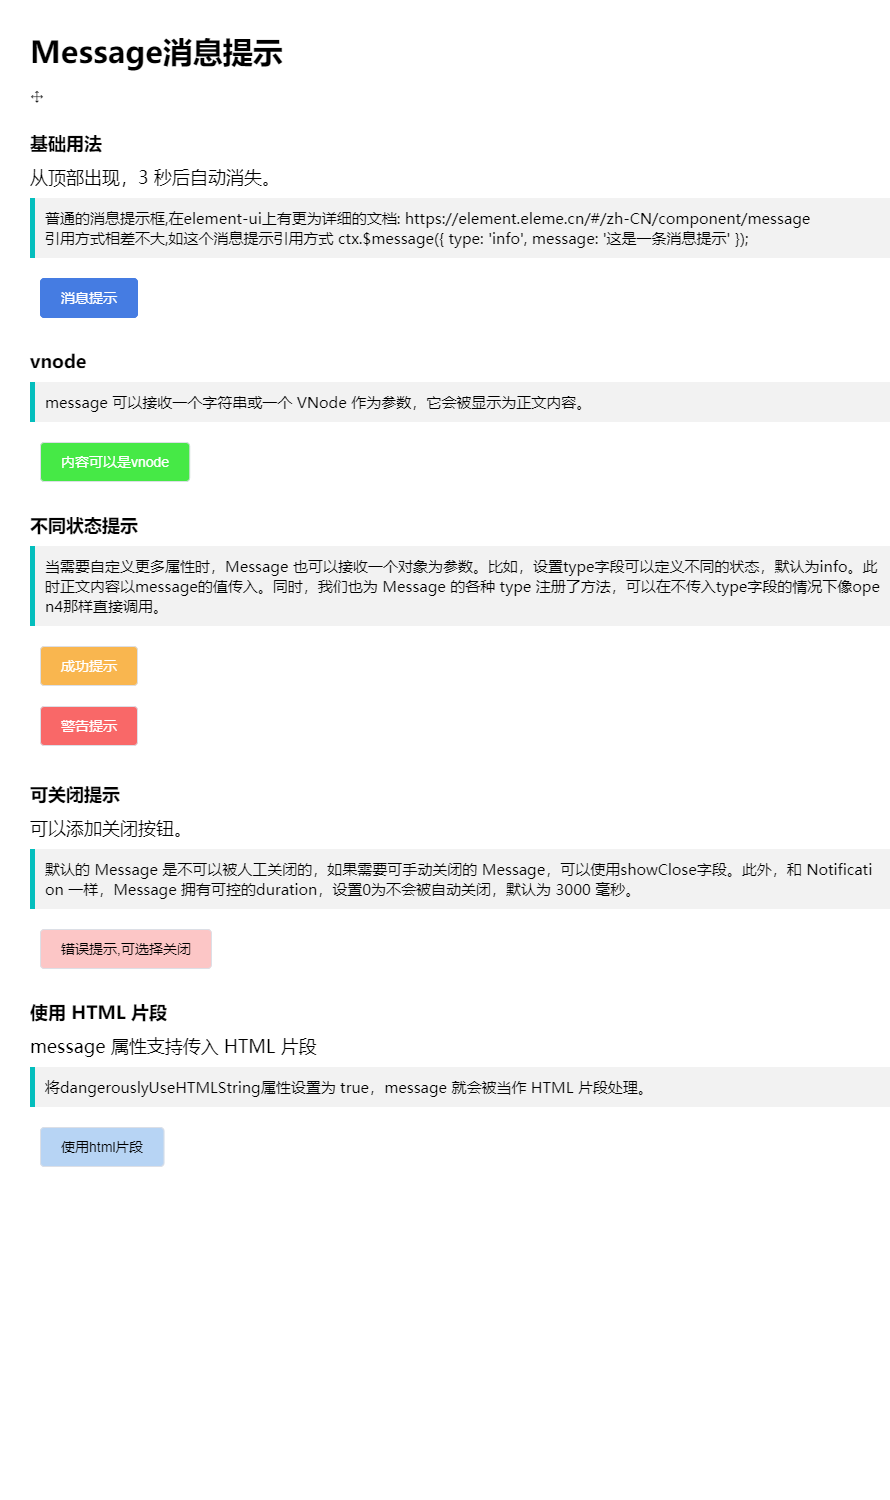 Message消息提示
基础用法
从顶部出现，3 秒后自动消失。
普通的消息提示框,在element-ui上有更为详细的文档: https://element.eleme.cn/#/zh-CN/component/message
引用方式相差不大,如这个消息提示引用方式 ctx.$message({ type: 'info', message: '这是一条消息提示' });
消息提示
vnode
message 可以接收一个字符串或一个 VNode 作为参数，它会被显示为正文内容。
内容可以是vnode
不同状态提示
当需要自定义更多属性时，Message 也可以接收一个对象为参数。比如，设置type字段可以定义不同的状态，默认为info。此
时正文内容以message的值传入。同时，我们也为 Message 的各种 type 注册了方法，可以在不传入type字段的情况下像ope
n4那样直接调用。
成功提示
警告提示
可关闭提示
可以添加关闭按钮。
默认的 Message 是不可以被人工关闭的，如果需要可手动关闭的 Message，可以使用showClose字段。此外，和 Notificati
on 一样，Message 拥有可控的duration，设置0为不会被自动关闭，默认为 3000 毫秒。
错误提示,可选择关闭
使用 HTML 片段
message 属性支持传入 HTML 片段
将dangerouslyUseHTMLString属性设置为 true，message 就会被当作 HTML 片段处理。
使用html片段